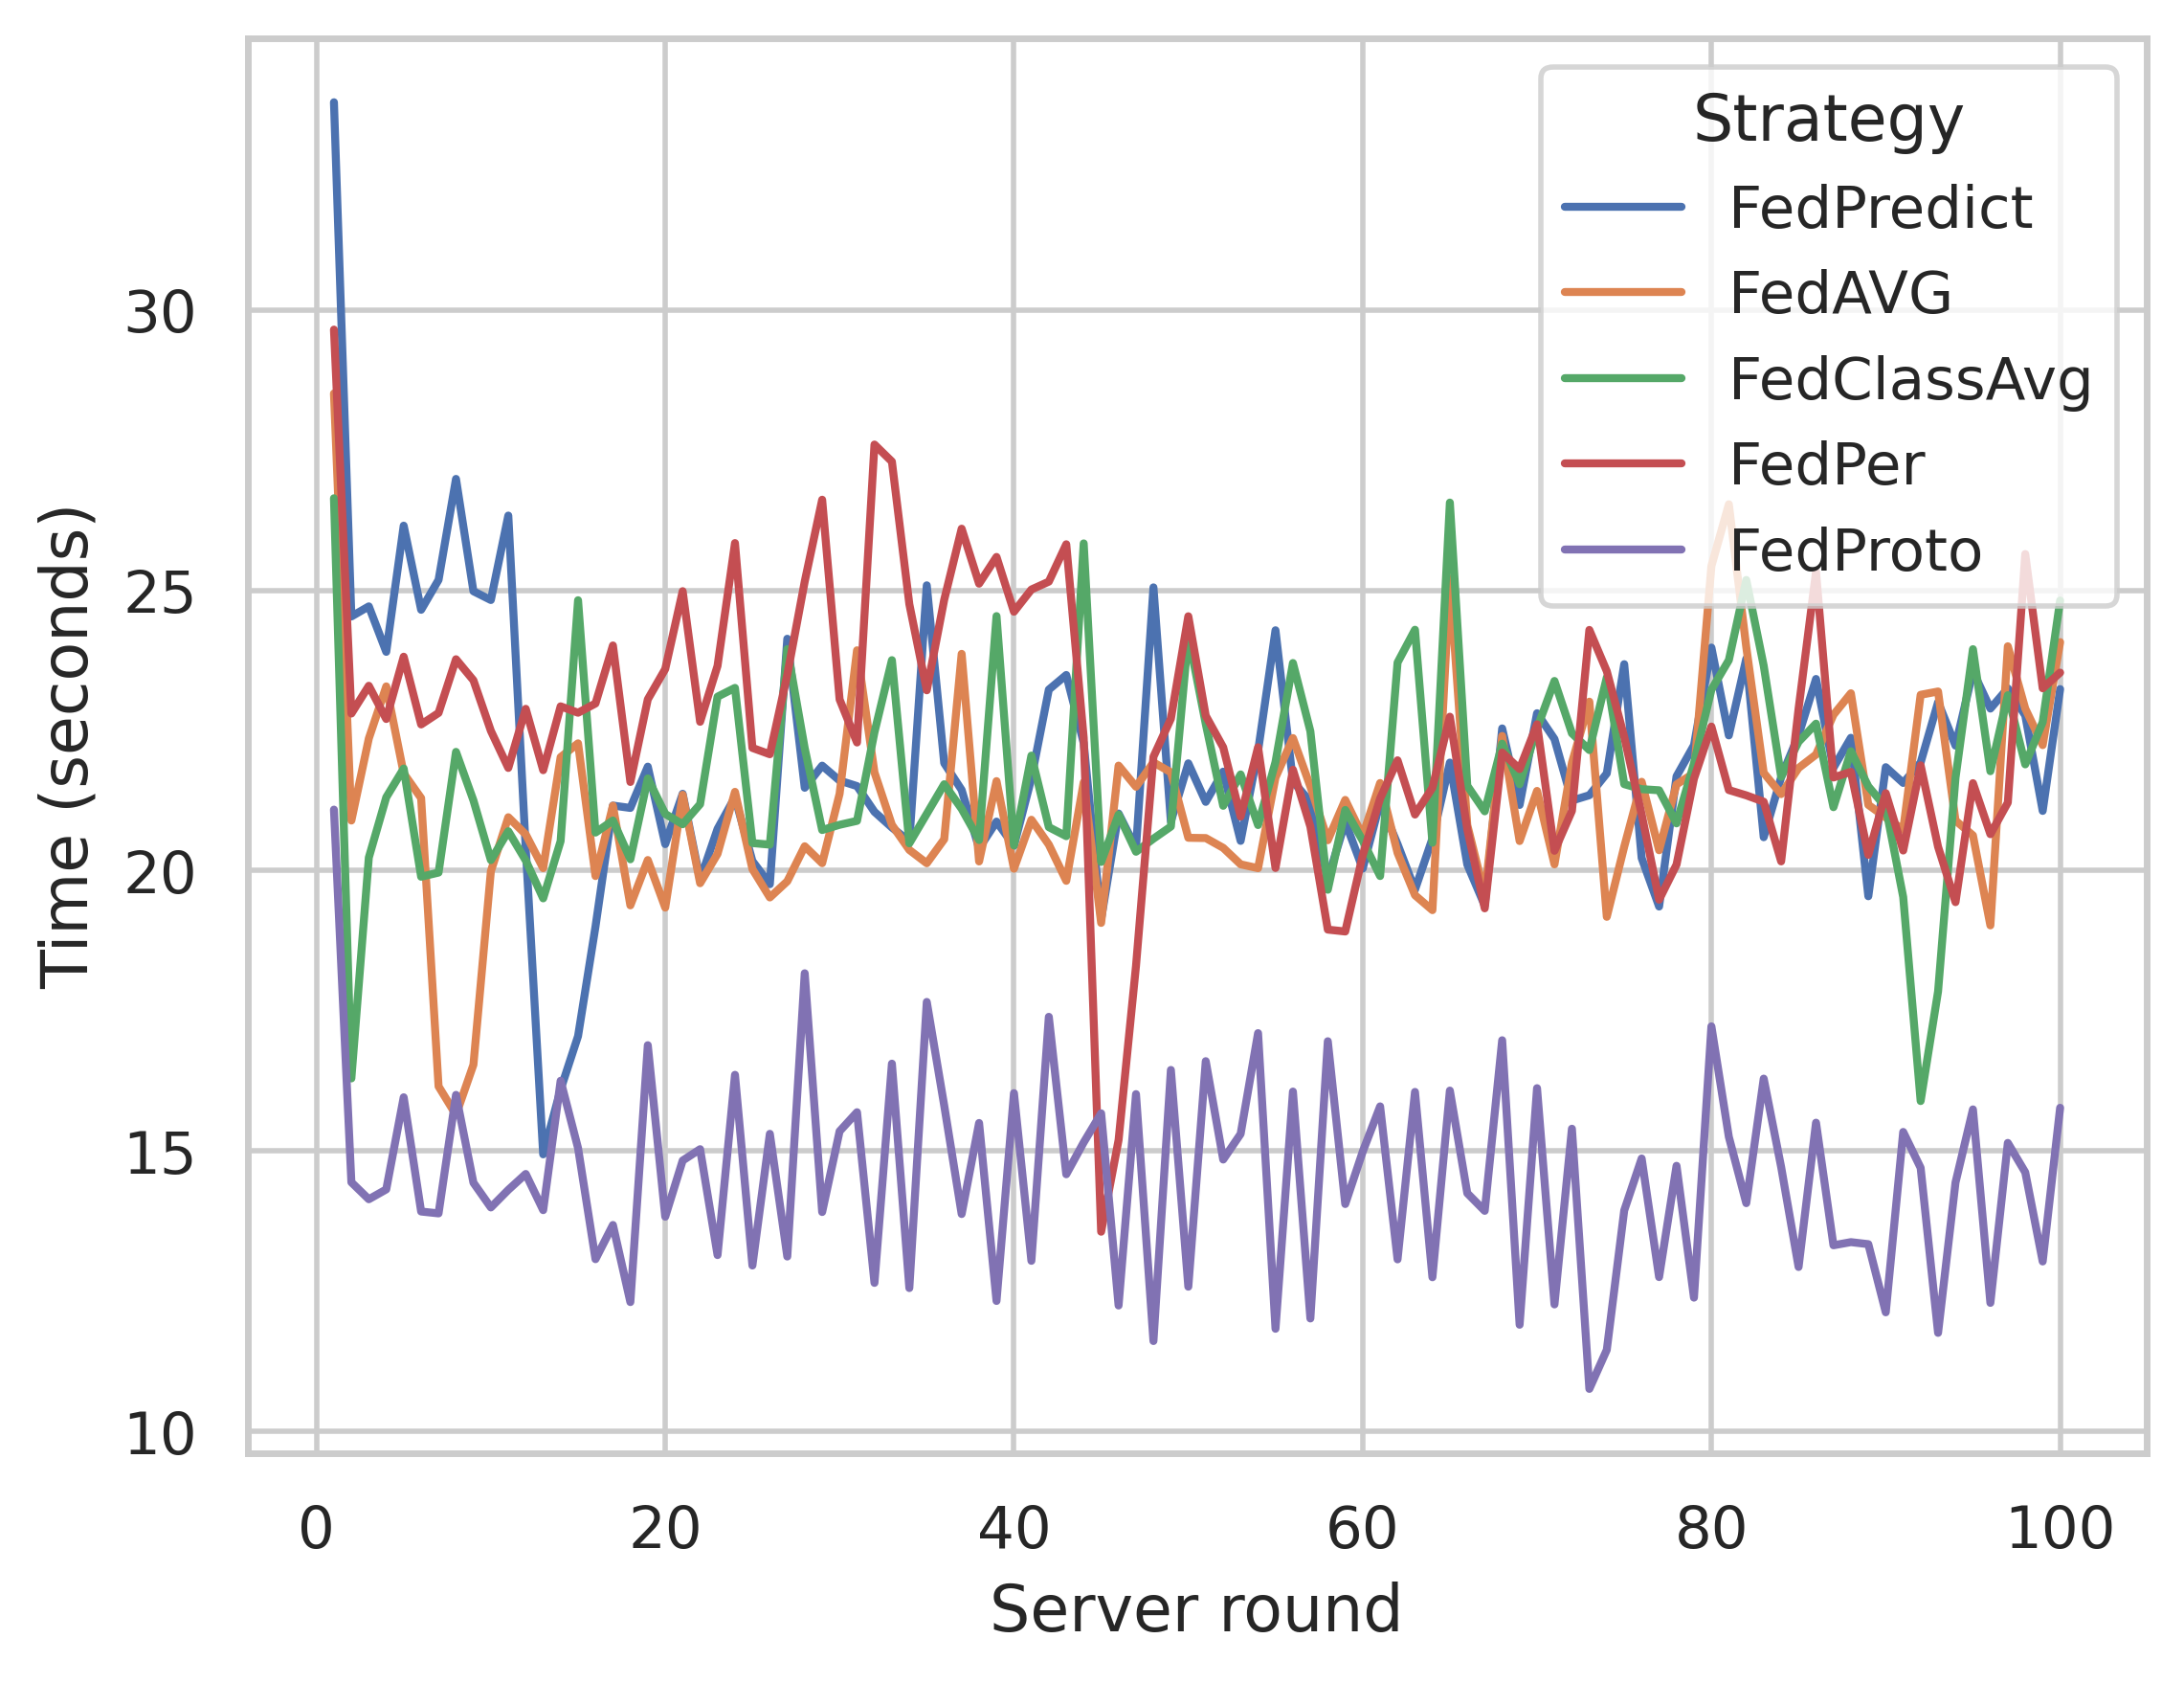 Strategy
FedPredict
FedAVG
FedClassAvg
FedPer
FedProto
Time (seconds)
30
25
20
15
10
0 20 40 60 80 100
Server round